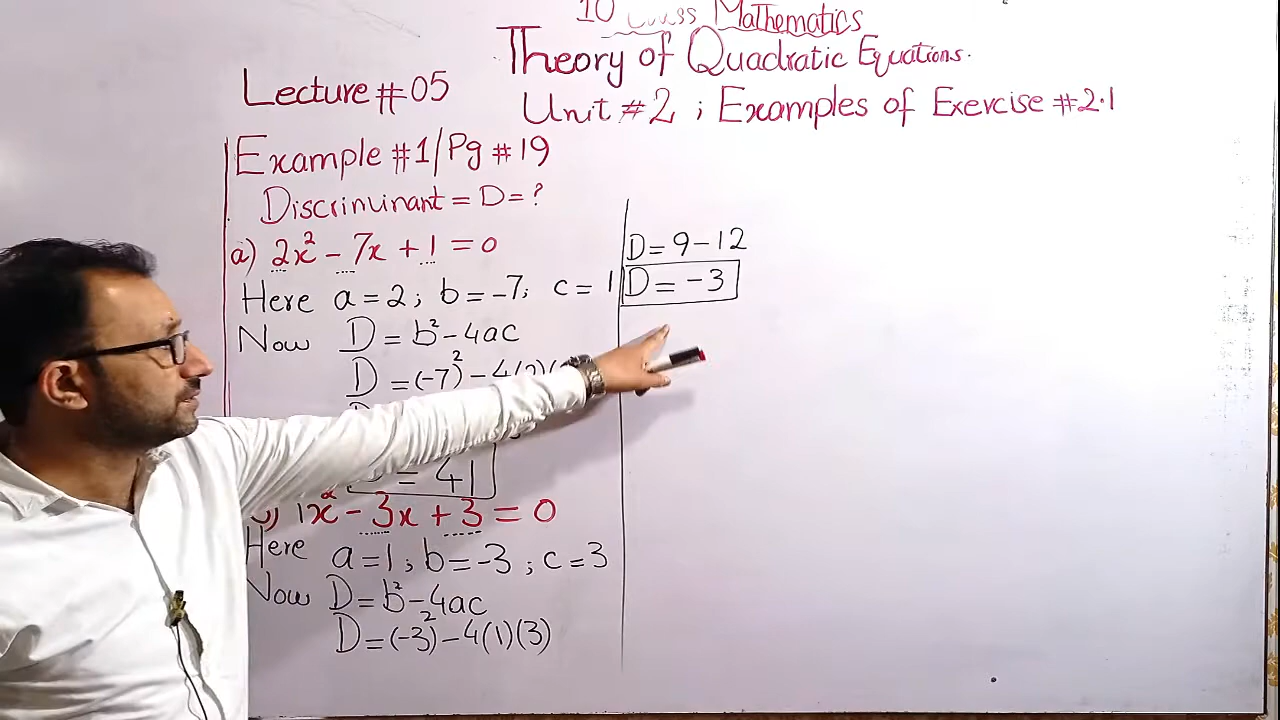 10 Class Mathematics
Theory of Quadratic Equations.
Lecture #05
Unit #2 ; Examples of Exercise #2.1
Example #1/Pg #19
Discriminant = D = ?
a) 2x² - 7x + 1 = 0
Here a = 2 ; b = -7; c = 1
Now D = b² - 4ac
D = (-7)² - 4(
= 41
1x² - 3x + 3 = 0
Here a = 1 ; b = -3 ; c = 3
Now D = b² - 4ac
D = (-3)² - 4(1)(3)
D = 9 - 12
D = -3